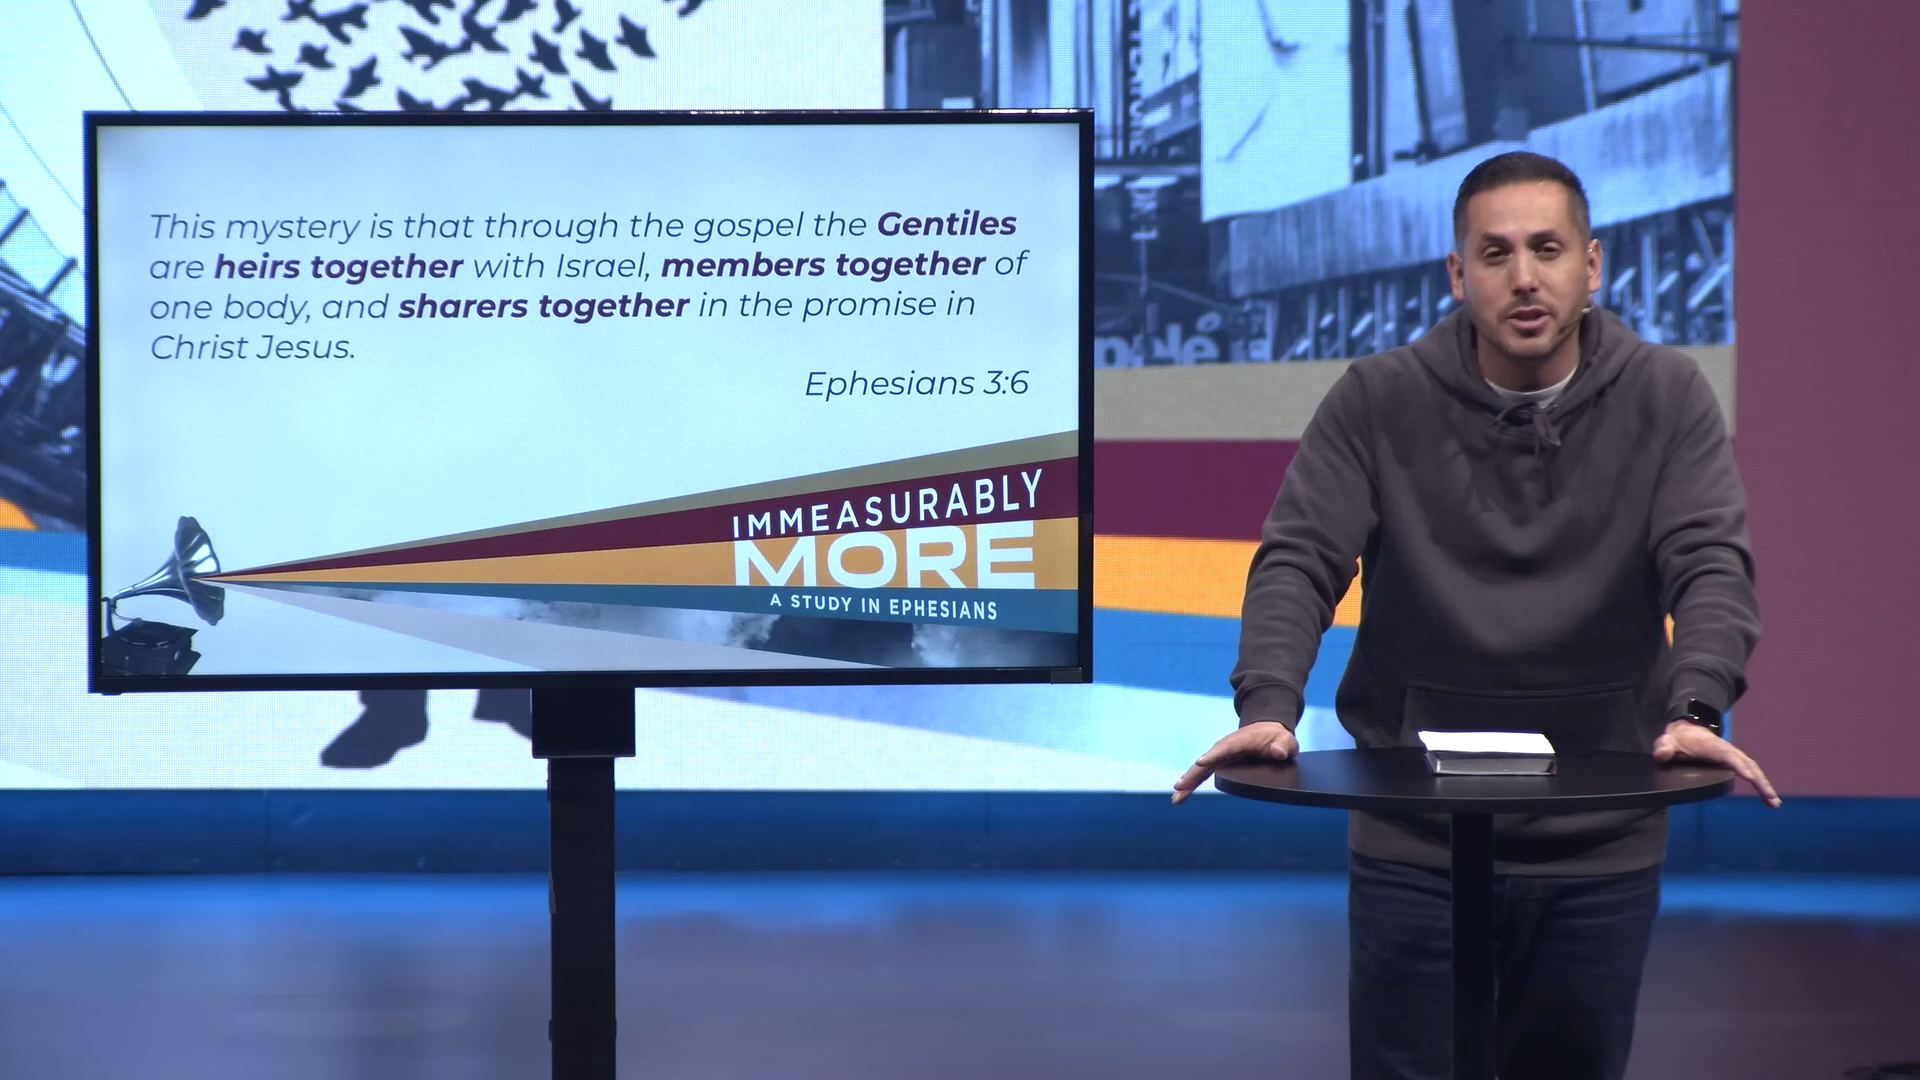 This mystery is that through the gospel the Gentiles
are heirs together with Israel, members together of
one body, and sharers together in the promise in
Christ Jesus.
Ephesians 3:6
IMMEASURABLY
MORE
A STUDY IN EPHESIANS